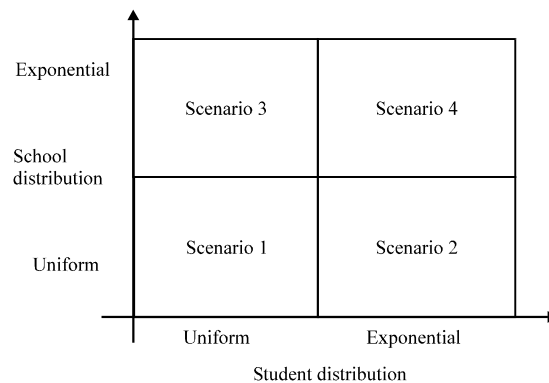 Exponential
Scenario 3
Scenario 4
School
distribution
Uniform
Scenario 1
Scenario 2
Uniform
Exponential
Student distribution